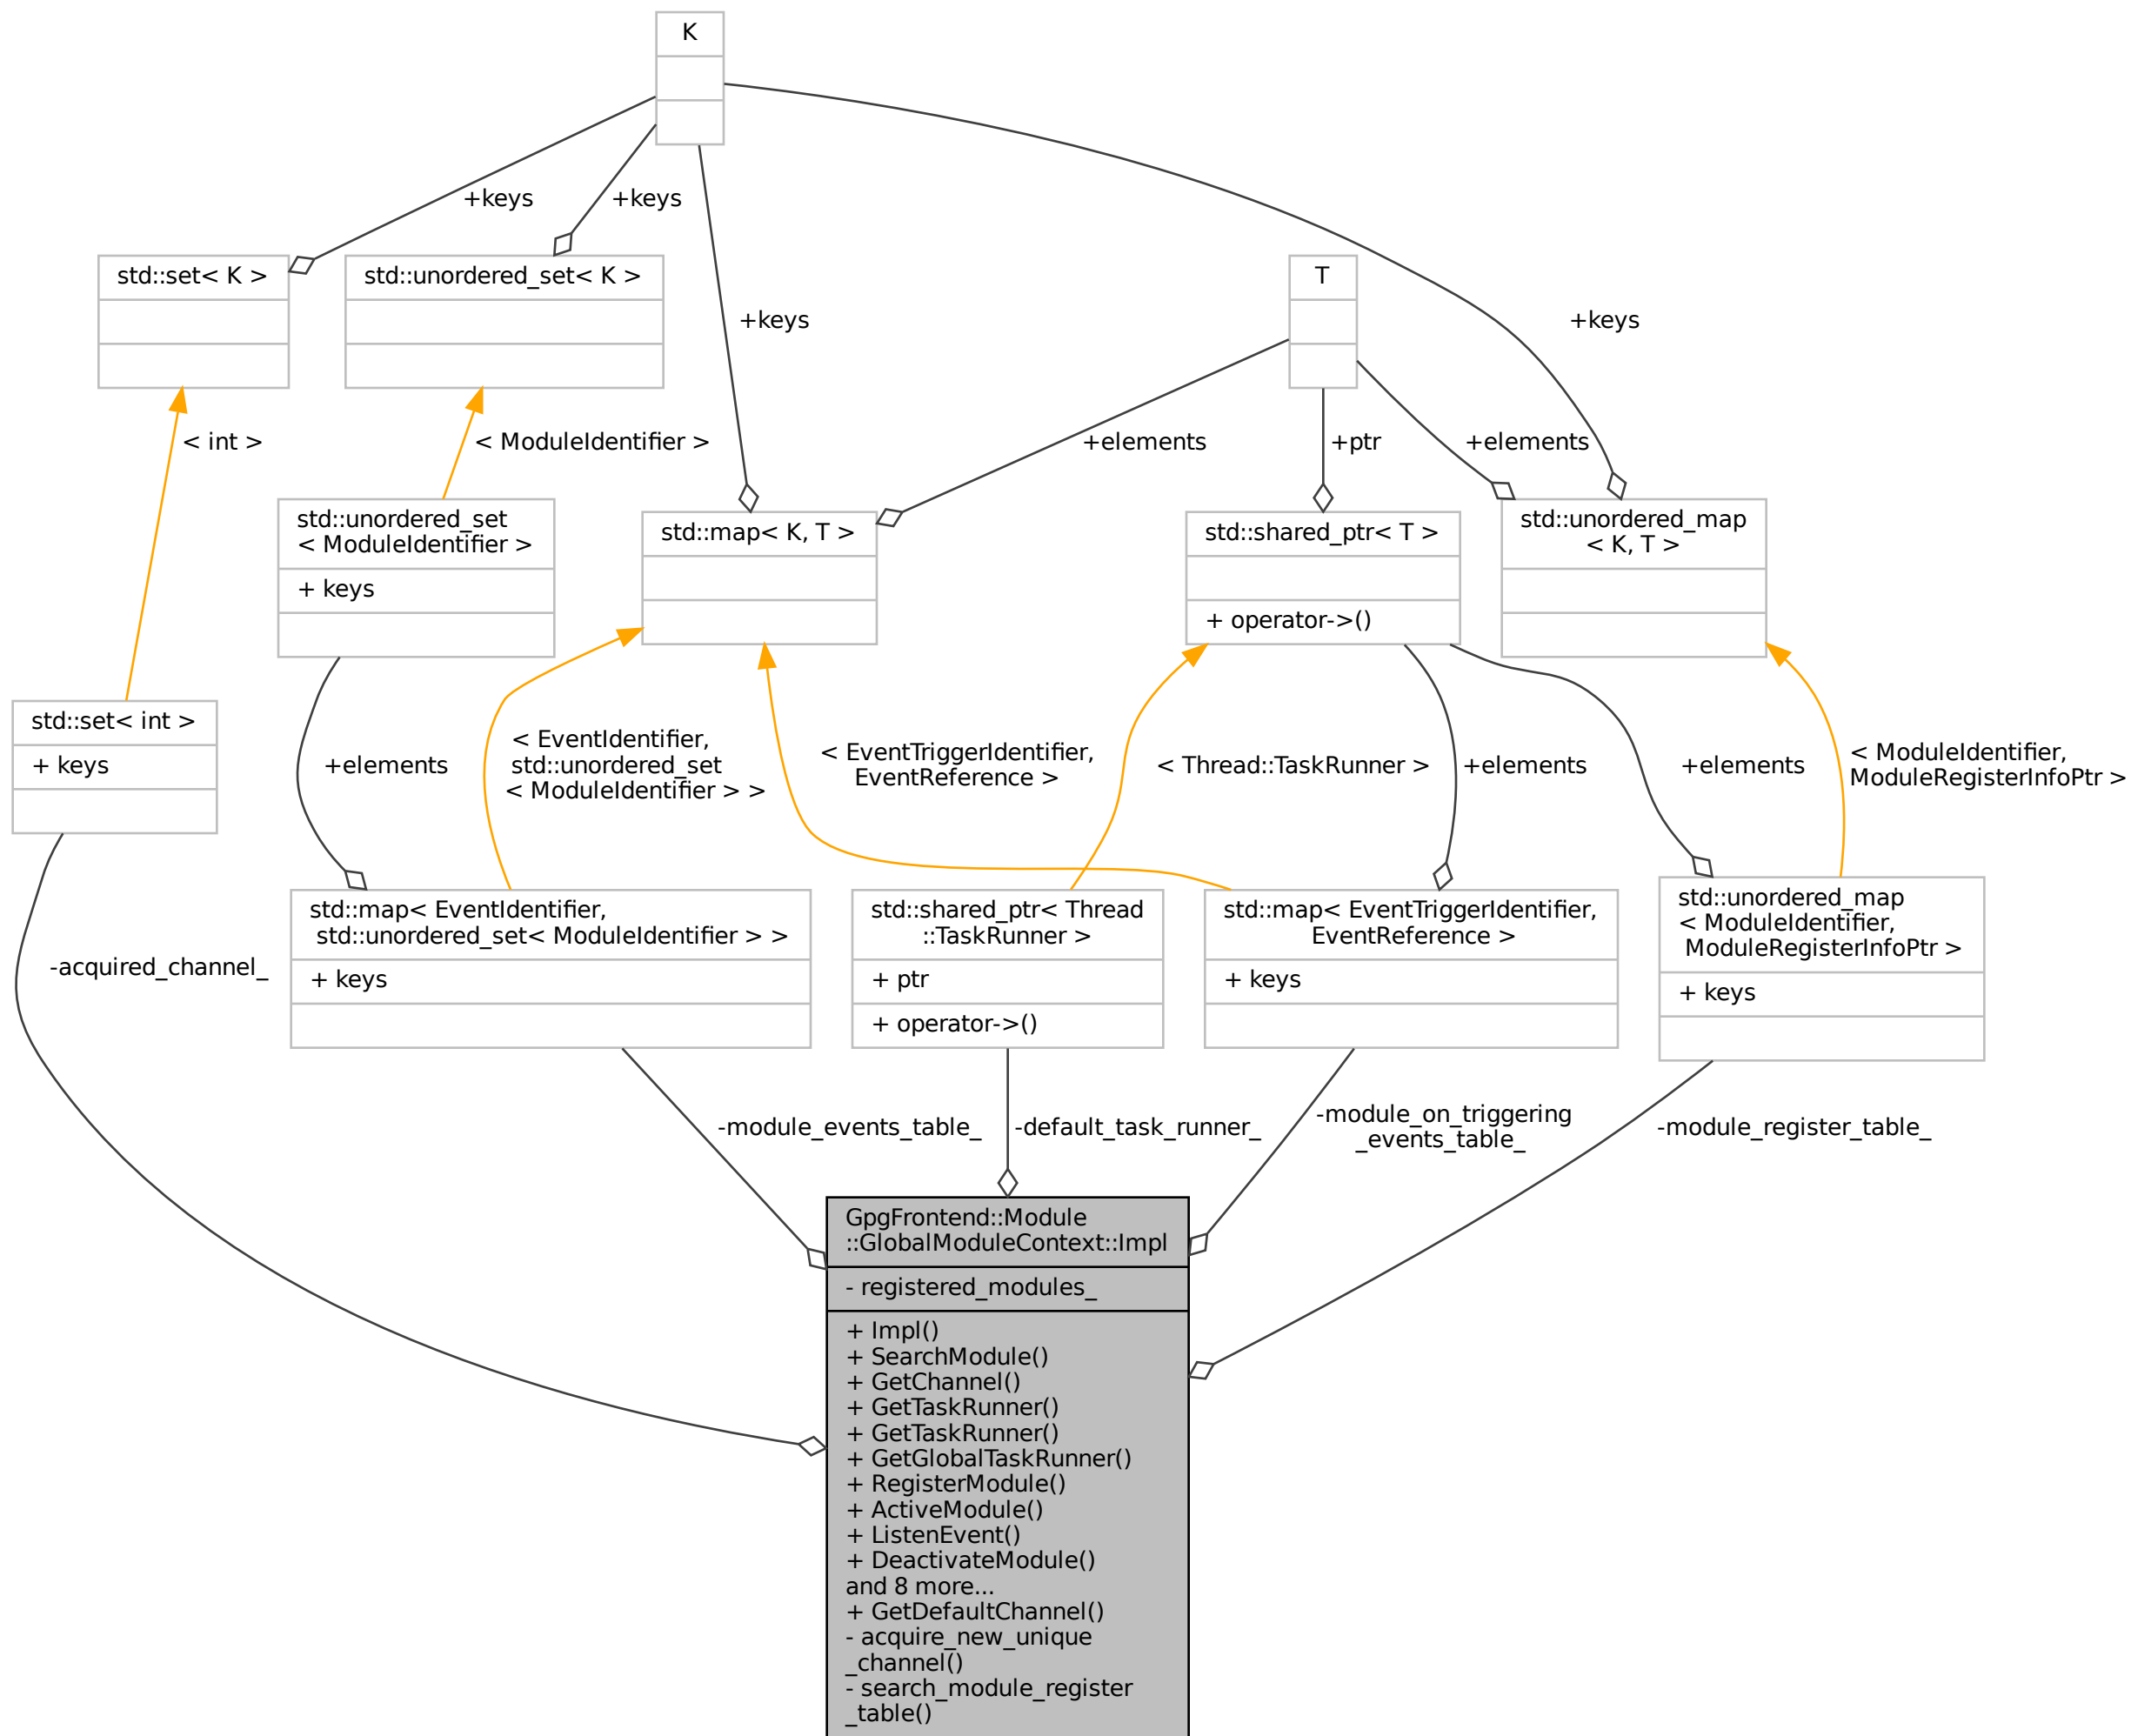 K
+keys
+keys
std::set< K >
std::unordered_set< K >
T
+keys
+keys
< int >
< ModuleIdentifier >
+elements
+ptr
+elements
std::unordered_set
< ModuleIdentifier >
+ keys
std::map< K, T >
std::shared_ptr< T >
+ operator->()
std::unordered_map
< K, T >
std::set< int >
+ keys
+elements
< EventIdentifier,
std::unordered_set
< ModuleIdentifier > >
< EventTriggerIdentifier,
EventReference >
< Thread::TaskRunner >
+elements
+elements
< ModuleIdentifier,
ModuleRegisterInfoPtr >
-acquired_channel_
std::map< EventIdentifier,
std::unordered_set< ModuleIdentifier > >
+ keys
std::shared_ptr< Thread
::TaskRunner >
+ ptr
+ operator->()
std::map< EventTriggerIdentifier,
EventReference >
+ keys
std::unordered_map
< ModuleIdentifier,
ModuleRegisterInfoPtr >
+ keys
-module_events_table_
-default_task_runner_
-module_on_triggering
_events_table_
-module_register_table_
GpgFrontend::Module
::GlobalModuleContext::Impl
- registered_modules_
+ Impl()
+ SearchModule()
+ GetChannel()
+ GetTaskRunner()
+ GetTaskRunner()
+ GetGlobalTaskRunner()
+ RegisterModule()
+ ActiveModule()
+ ListenEvent()
+ DeactivateModule()
and 8 more...
+ GetDefaultChannel()
- acquire_new_unique
_channel()
- search_module_register
_table()